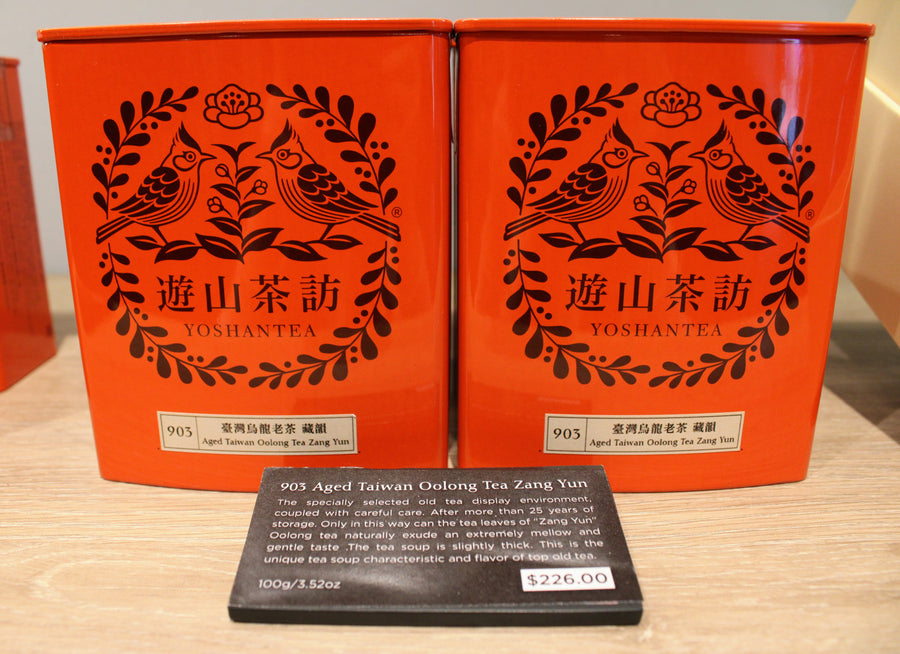 ®
遊山茶訪
YOSHANTEA
903
臺灣烏龍老茶 藏韻
Aged Taiwan Oolong Tea Zang Yun
®
遊山茶訪
YOSHANTEA
903
臺灣烏龍老茶 藏韻
Aged Taiwan Oolong Tea Zang Yun
903 Aged Taiwan Oolong Tea Zang Yun
The specially selected old tea display environment,
coupled with careful care. After more than 25 years of
storage. Only in this way can the tea leaves of "Zang Yun"
Oolong tea naturally exude an extremely mellow and
gentle taste .The tea soup is slightly thick. This is the
unique tea soup characteristic and flavor of top old tea.
100g/3.52oz
$226.00